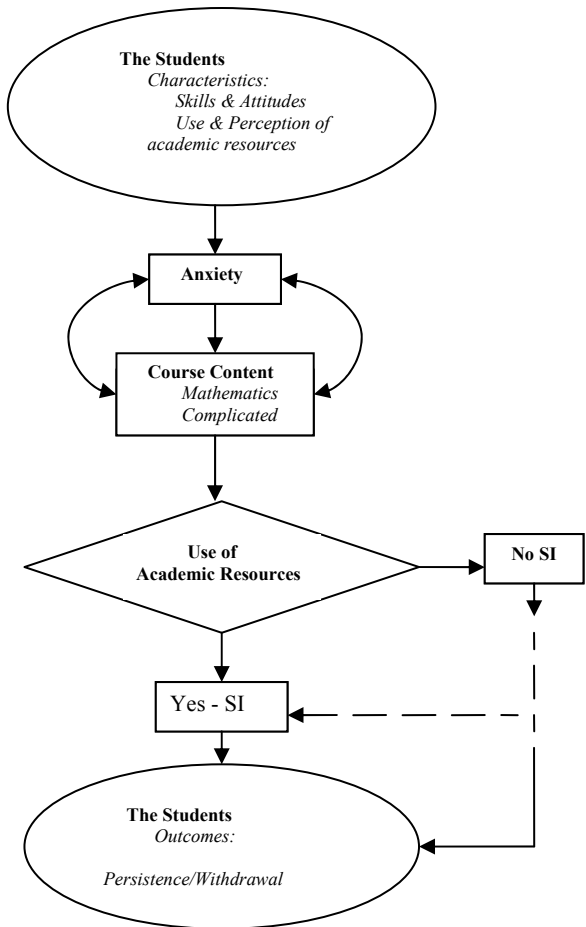 The Students
Characteristics:
Skills & Attitudes
Use & Perception of
academic resources
Anxiety
Course Content
Mathematics
Complicated
Use of
Academic Resources
No SI
Yes - SI
The Students
Outcomes:
Persistence/Withdrawal